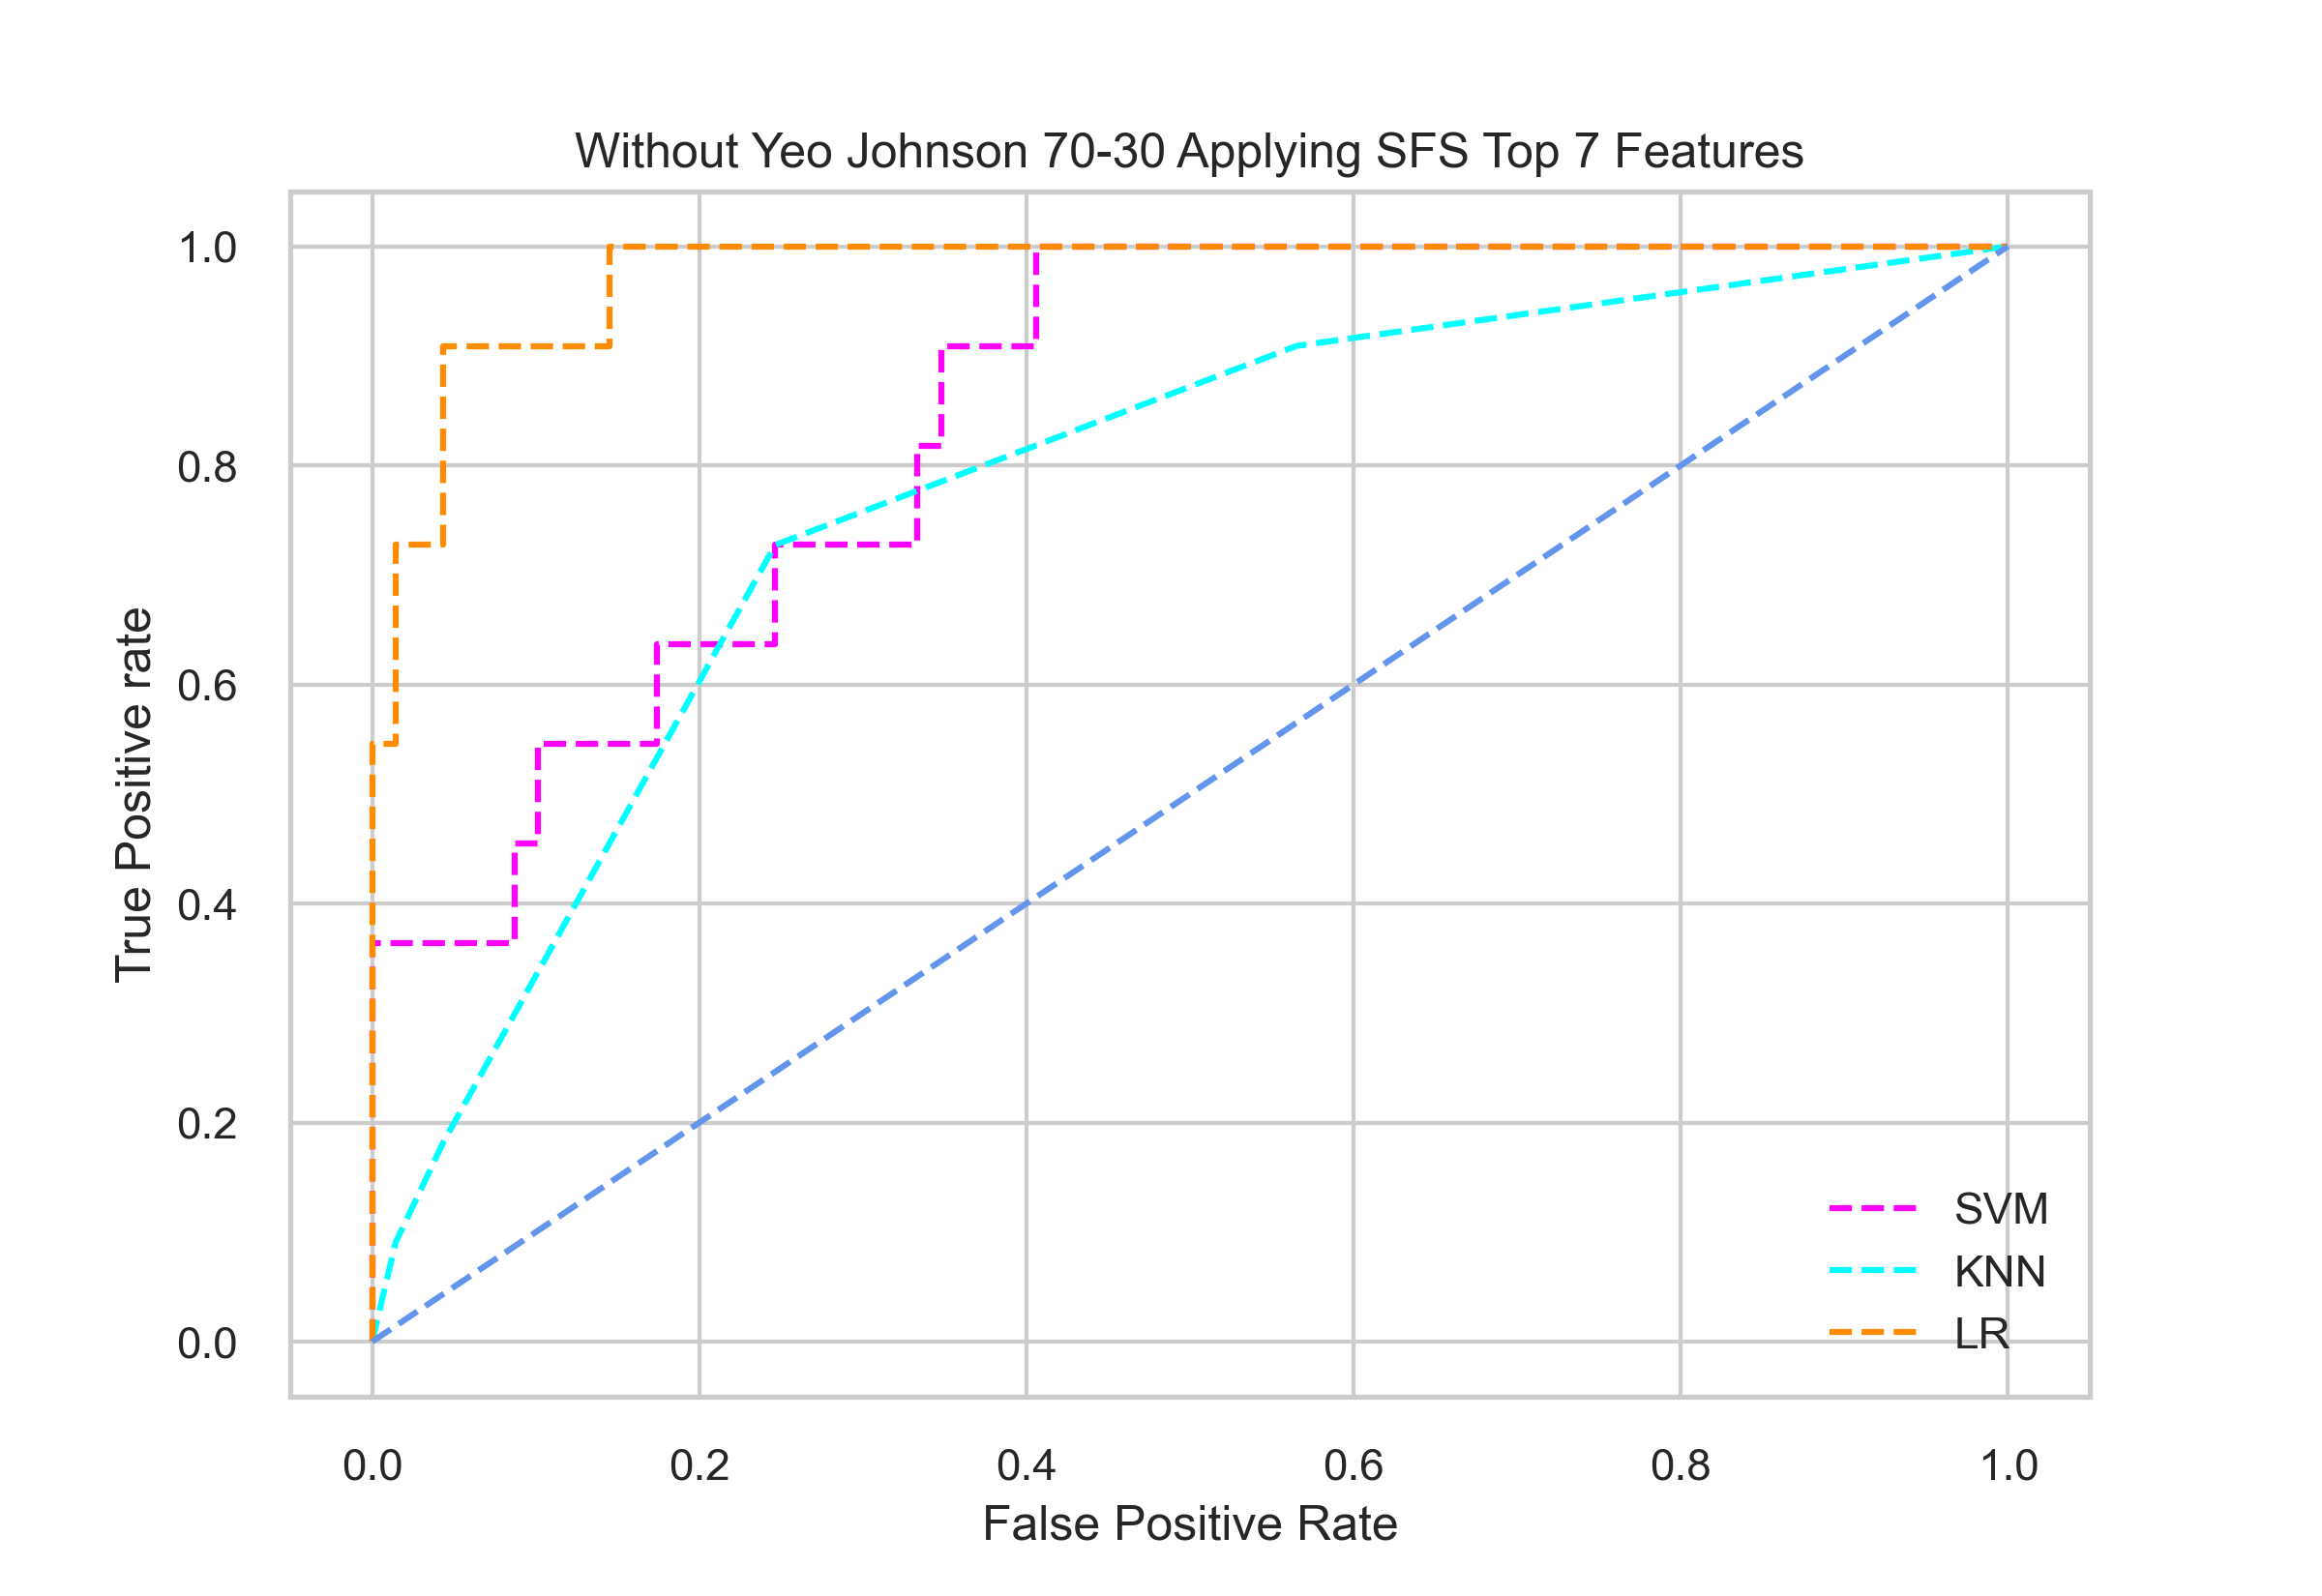 Without Yeo Johnson 70-30 Applying SFS Top 7 Features
True Positive rate
1.0
0.8
0.6
0.4
0.2
0.0
SVM
KNN
LR
0.0 0.2 0.4 0.6 0.8 1.0
False Positive Rate